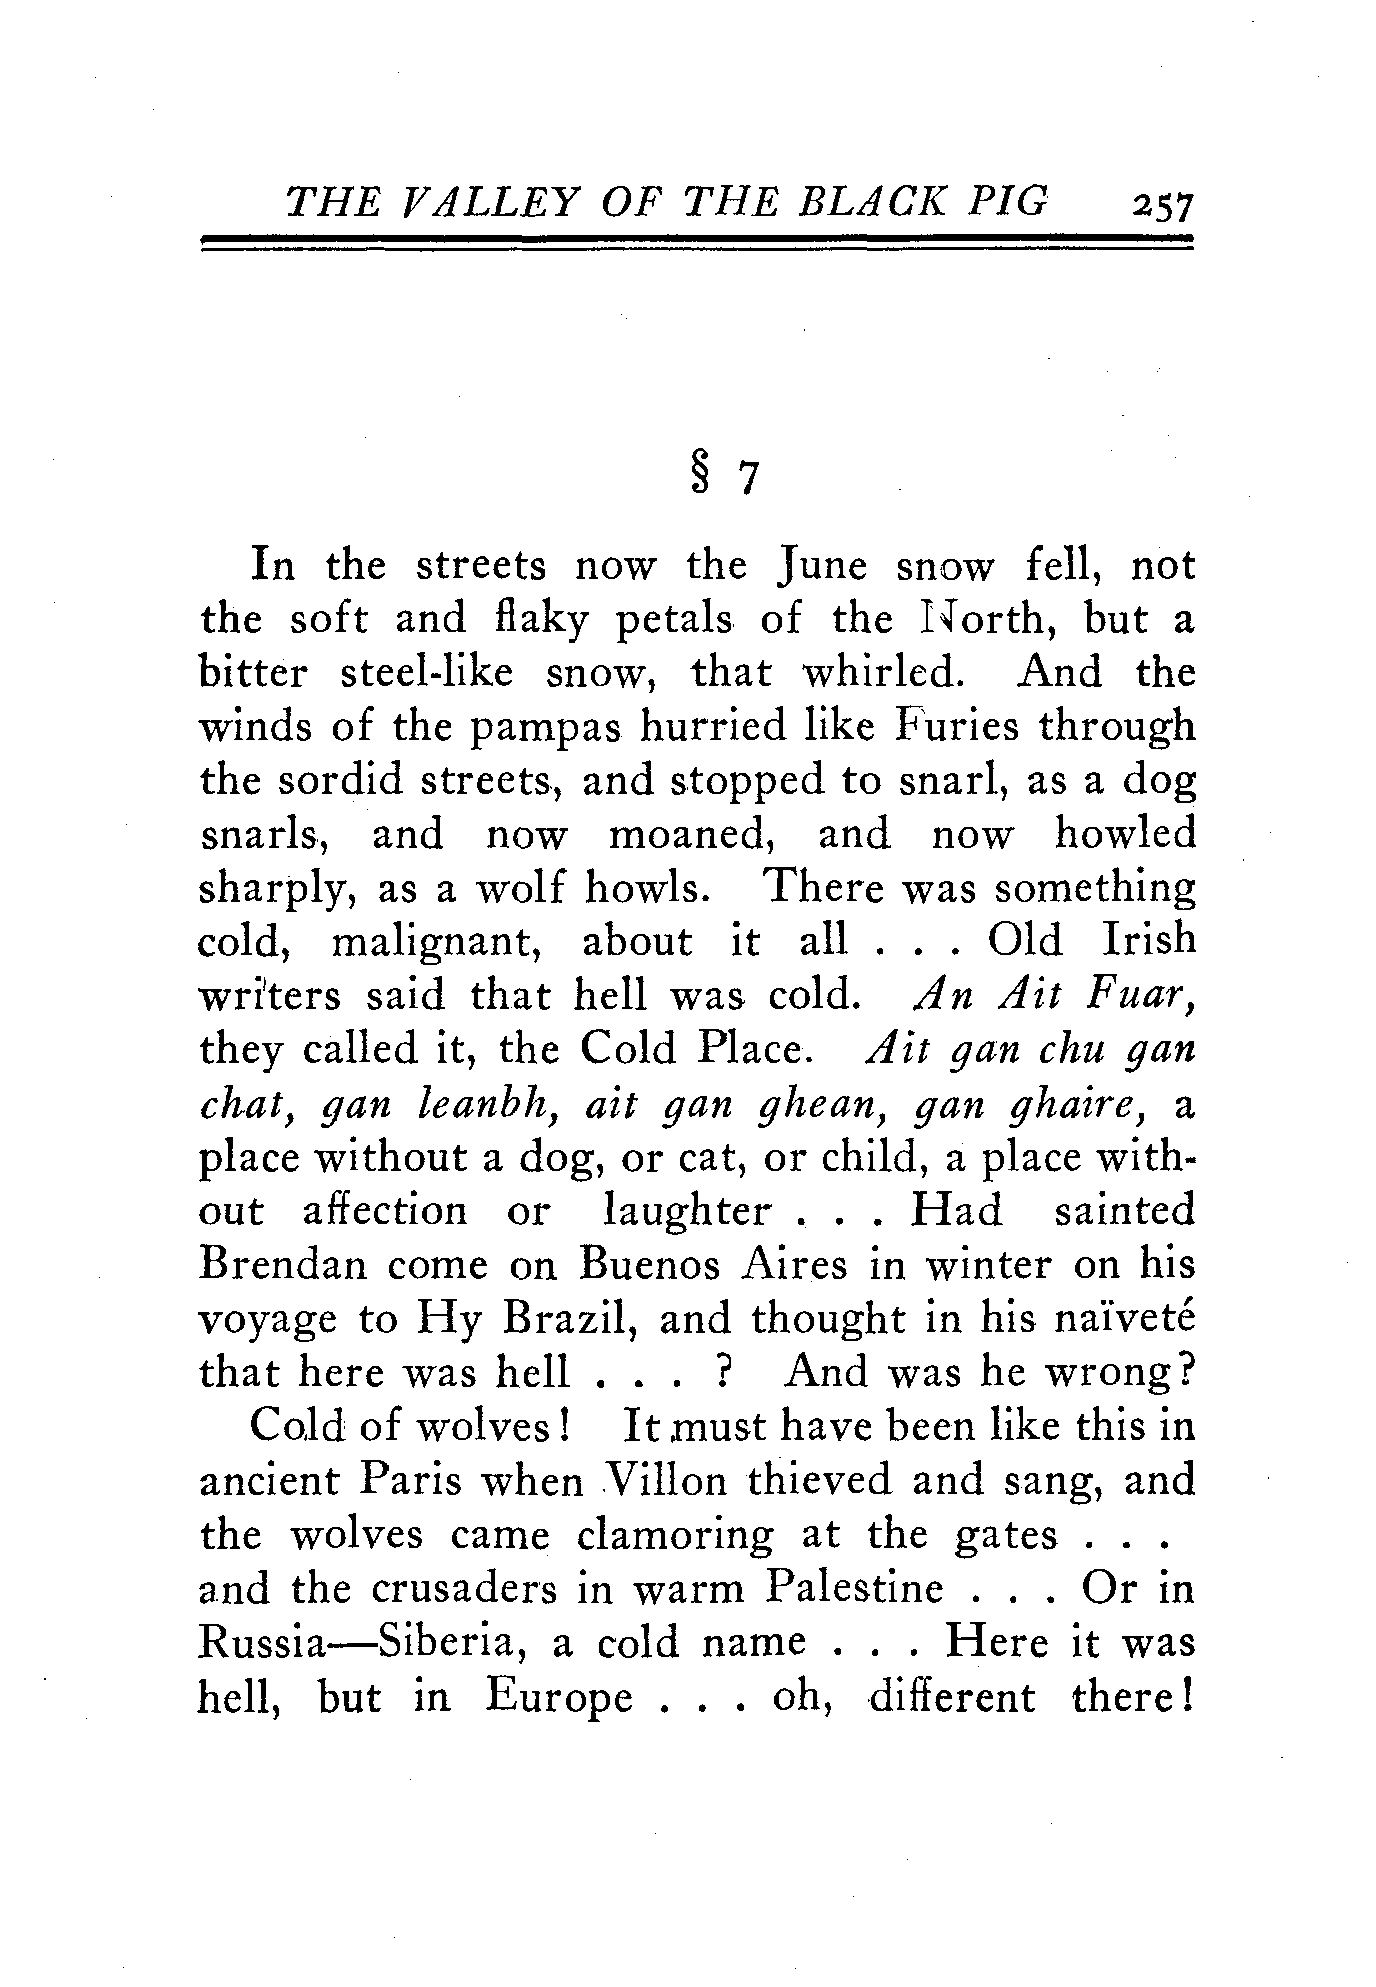 THE VALLEY OF THE BLACK PIG 257
§ 7
In the streets now the June snow fell, not
the soft and flaky petals of the North, but a
bitter steel-like snow, that whirled. And the
winds of the pampas hurried like Furies through
the sordid streets, and stopped to snarl, as a dog
snarls, and now moaned, and now howled
sharply, as a wolf howls. There was something
cold, malignant, about it all . . . Old Irish
writers said that hell was cold. An Ait Fuar,
they called it, the Cold Place. Ait gan chu gan
chat, gan leanbh, ait gan ghean, gan ghaire, a
place without a dog, or cat, or child, a place with-
out affection or laughter . . . Had sainted
Brendan come on Buenos Aires in winter on his
voyage to Hy Brazil, and thought in his naïveté
that here was hell . . . ? And was he wrong?
Cold of wolves! It must have been like this in
ancient Paris when Villon thieved and sang, and
the wolves came clamoring at the gates . . .
and the crusaders in warm Palestine . . . Or in
Russia—Siberia, a cold name . . . Here it was
hell, but in Europe . . . oh, different there!